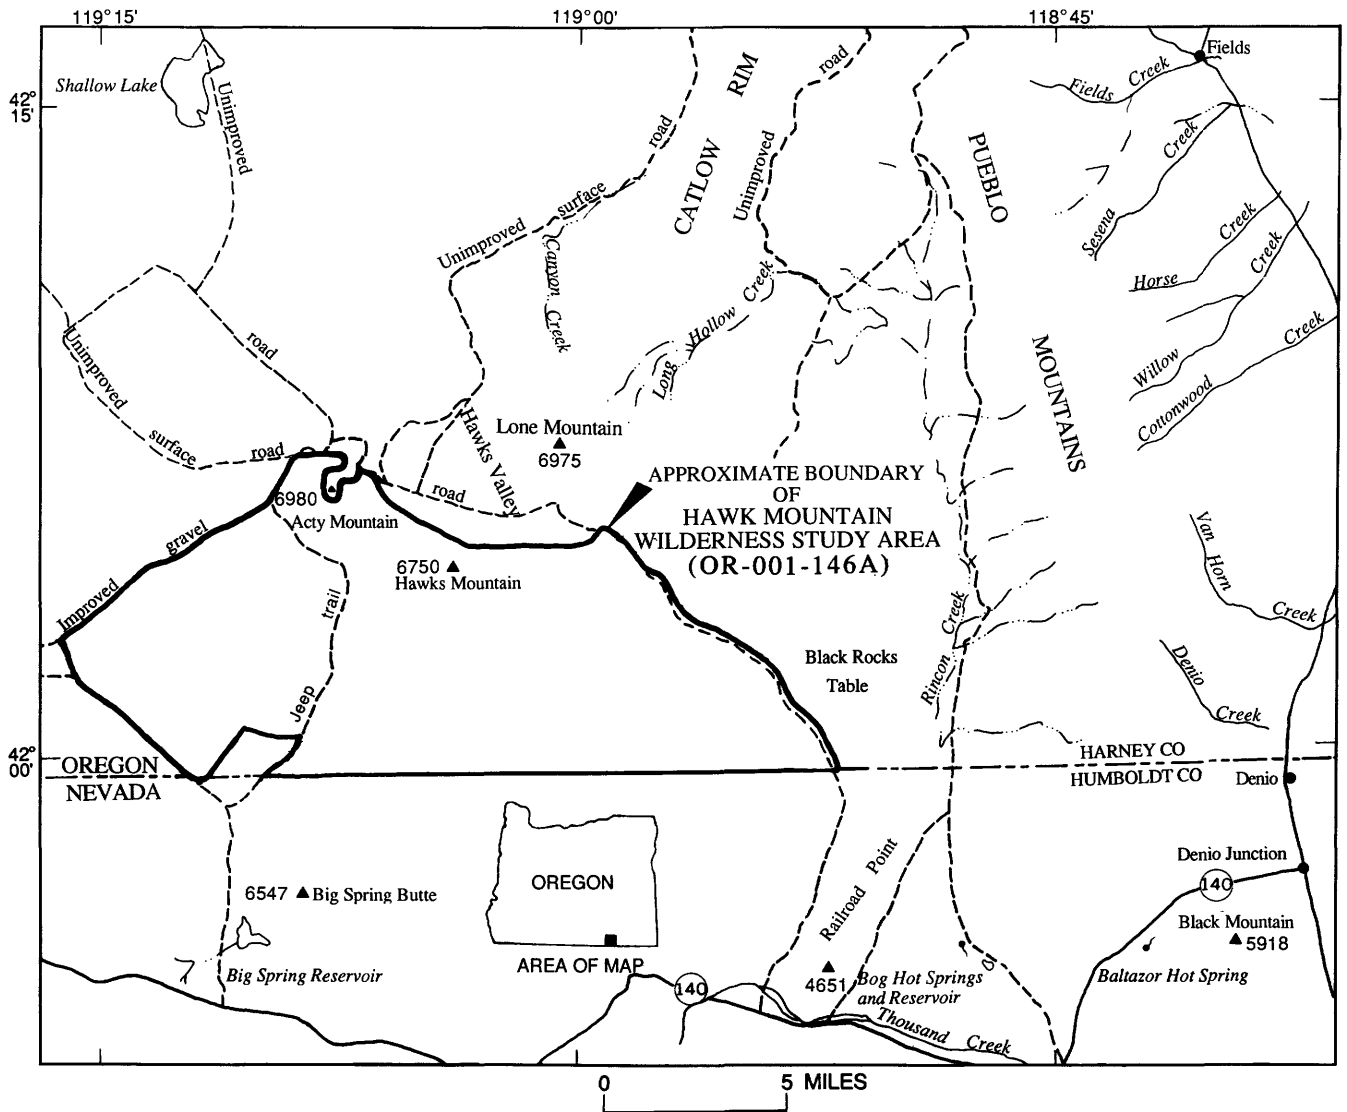 119°15'
119°00'
118°45'
42°
15'
Shallow Lake
Unimproved
road
Unimproved
surface
road
Unimproved
surface
road
Canyon
Creek
CATLOW
RIM
Unimproved
road
Long
Hollow
Creek
PUEBLO
MOUNTAINS
Fields
Fields
Creek
Sesena
Creek
Horse
Creek
Willow
Creek
Cottonwood
Creek
Hawks Valley
road
Lone Mountain
6975
APPROXIMATE BOUNDARY
OF
HAWK MOUNTAIN
WILDERNESS STUDY AREA
(OR-001-146A)
6980
Acty Mountain
6750
Hawks Mountain
Improved
gravel
Jeep
trail
Black Rocks
Table
Rincon
Creek
Van
Horn
Creek
Denio
Creek
42°
00'
OREGON
NEVADA
HARNEY CO
HUMBOLDT CO
Denio
Denio Junction
140
Black Mountain
5918
Baltazor Hot Spring
6547
Big Spring Butte
Big Spring Reservoir
OREGON
AREA OF MAP
140
Railroad
Point
4651
Bog Hot Springs
and Reservoir
Thousand
Creek
0
5 MILES